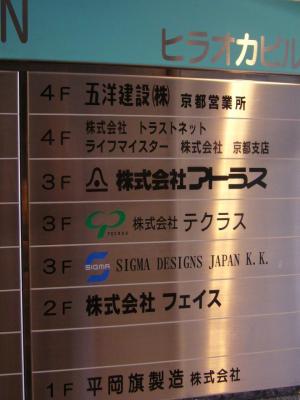 N
ヒラオカビル
4F 五洋建設(株) 京都営業所
4F 株式会社 トラストネット
ライフマイスター 株式会社 京都支店
3F 株式会社アトラス
3F 株式会社 テクラス
3F SIGMA SIGMA DESIGNS JAPAN K.K.
2F 株式会社 フェイス
1F 平岡旗製造 株式会社